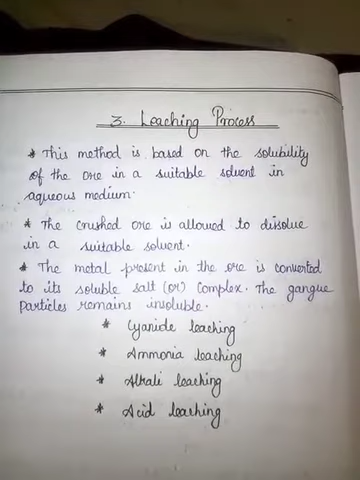 3. Leaching Process
* This method is based on the solubility
of the ore in a suitable solvent in
aqueous medium.
* The crushed ore is allowed to dissolve
in a suitable solvent.
* The metal present in the ore is converted
to its soluble salt (or) complex. The gangue
particles remains insoluble.
* Cyanide leaching
* Ammonia leaching
* Alkali leaching
* Acid leaching